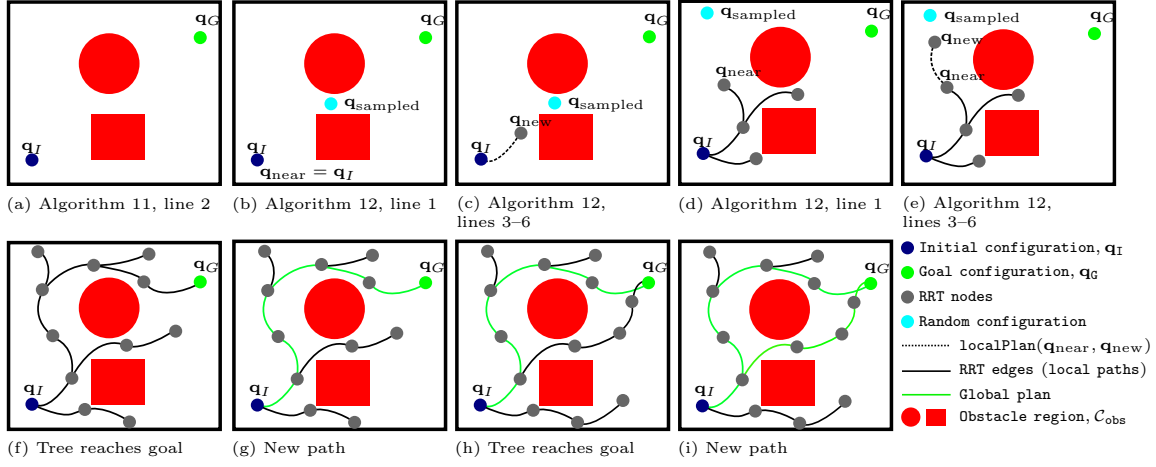 q_G
q_I
(a) Algorithm 11, line 2
q_G
q_sampled
q_I
q_near = q_I
(b) Algorithm 12, line 1
q_G
q_sampled
q_new
q_I
(c) Algorithm 12,
lines 3–6
q_sampled
q_G
q_near
q_I
(d) Algorithm 12, line 1
q_sampled
q_G
q_new
q_near
q_I
(e) Algorithm 12,
lines 3–6
q_G
q_I
(f) Tree reaches goal
q_G
q_I
(g) New path
q_G
q_I
(h) Tree reaches goal
q_G
q_I
(i) New path
Initial configuration, q_I
Goal configuration, q_G
RRT nodes
Random configuration
localPlan(q_near, q_new)
RRT edges (local paths)
Global plan
Obstacle region, C_obs